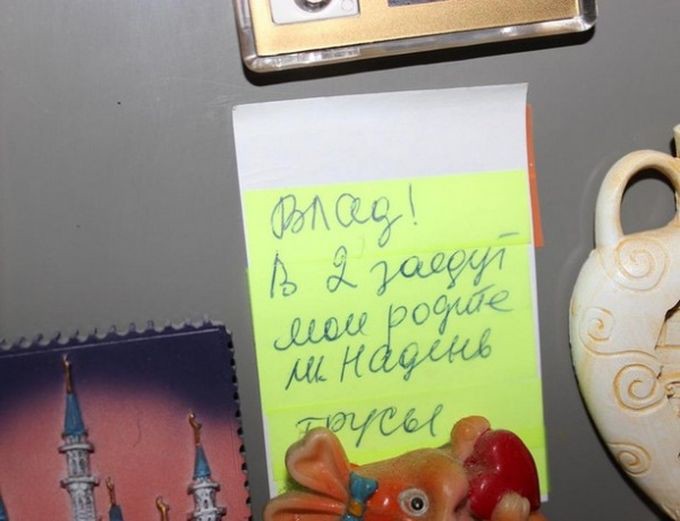 Влад!
В 2 заедут
мои родите
ли. Надень
трусы